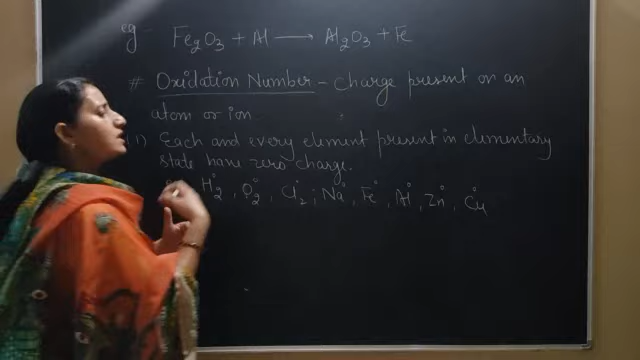 eg Fe₂O₃ + Al ⟶ Al₂O₃ + Fe
# Oxidation Number - charge present on an
atom or ion
(1) Each and every element present in elementary
state have zero charge.
H₂°, O₂°, Cl₂°; Na°, Fe°, Al°, Zn°, Cu°